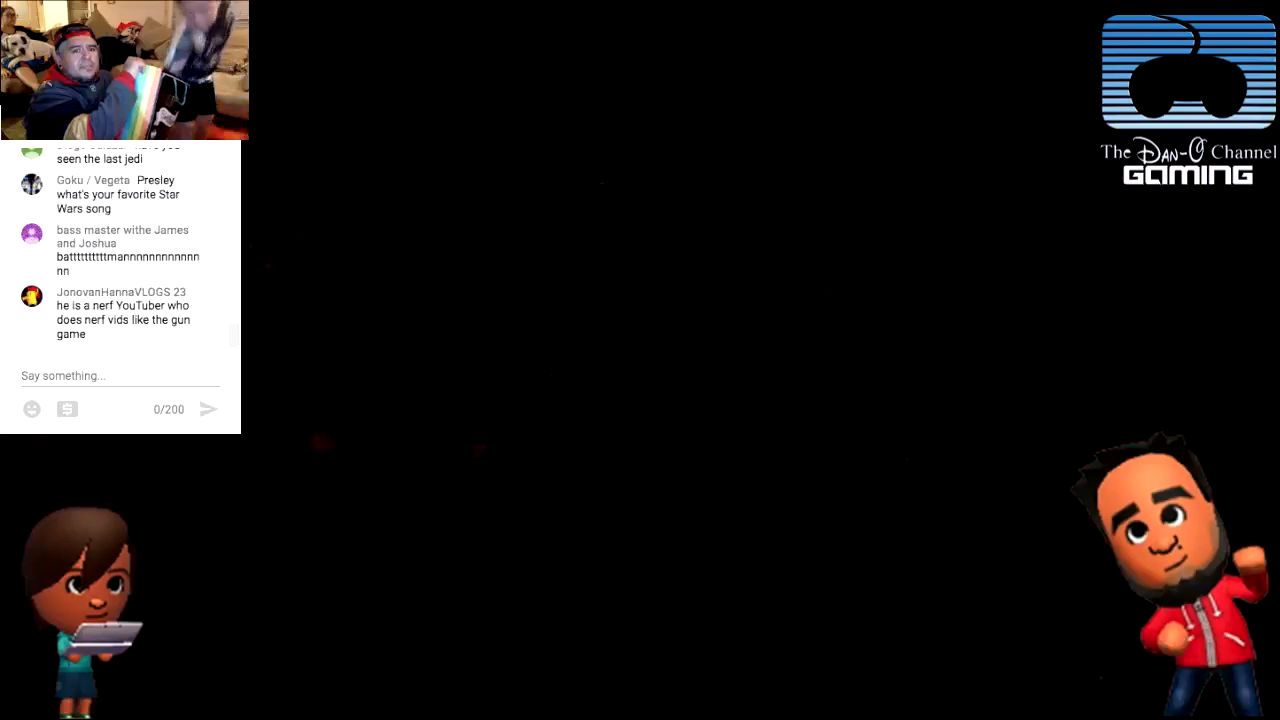 The Dan-O Channel
GAMING
seen the last jedi
Goku / Vegeta Presley
what's your favorite Star
Wars song
bass master withe James
and Joshua
batttttttttmannnnnnnnnnn
nn
JonovanHannaVLOGS 23
he is a nerf YouTuber who
does nerf vids like the gun
game
Say something...
0/200